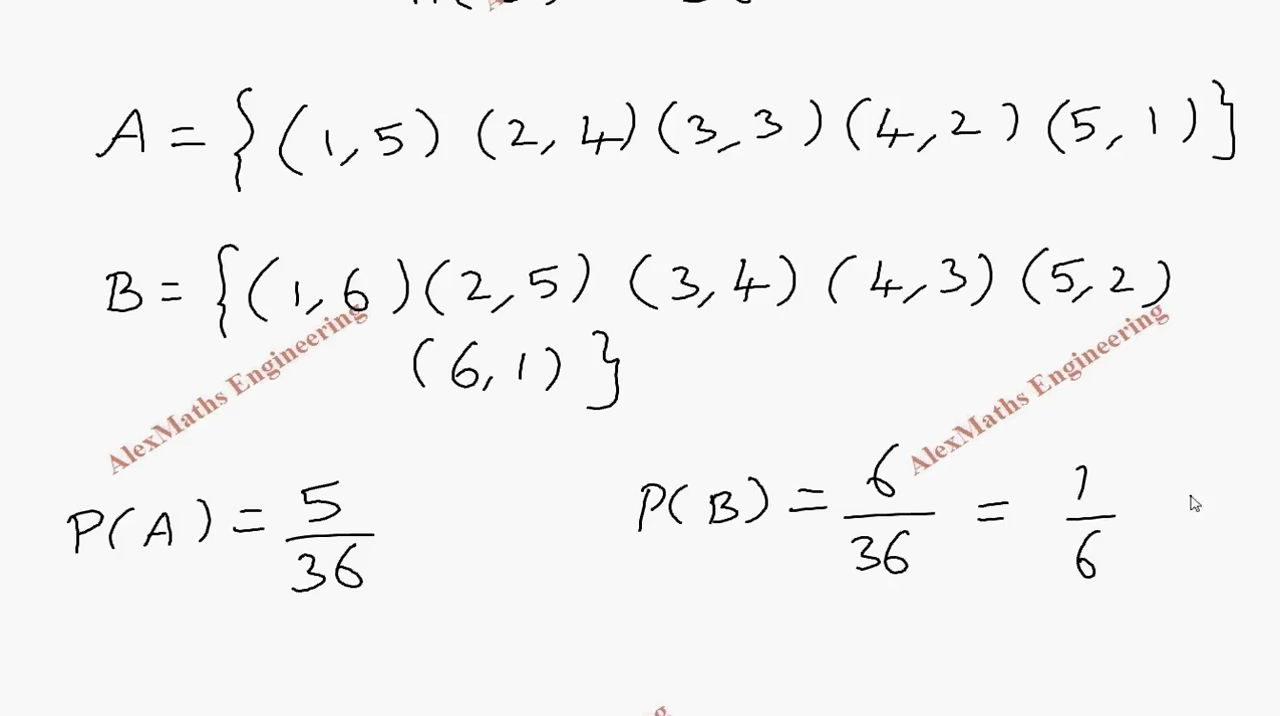 A = {(1,5) (2,4) (3,3) (4,2) (5,1)}
B = {(1,6) (2,5) (3,4) (4,3) (5,2)
(6,1)}
AlexMaths Engineering
AlexMaths Engineering
P(A) = 5/36
P(B) = 6/36 = 1/6